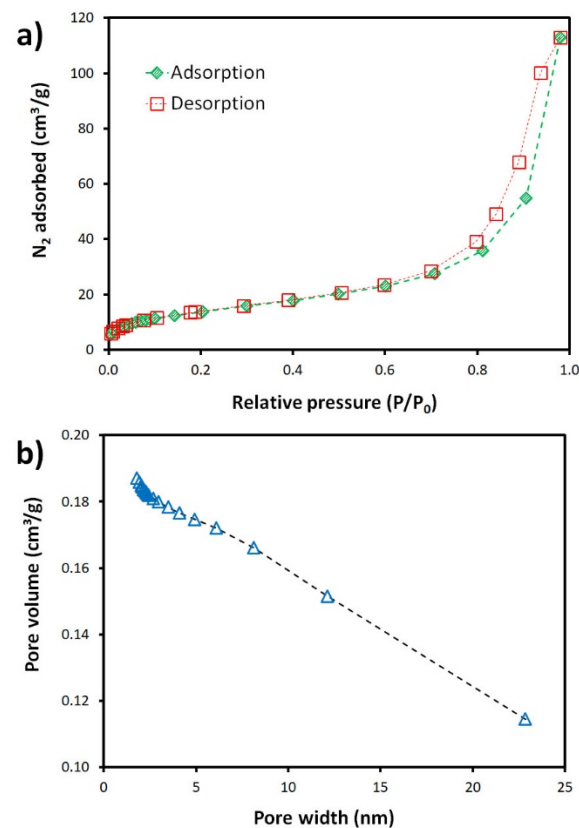 a)
120
100
80
60
40
20
0
N₂ adsorbed (cm³/g)
Adsorption
Desorption
0.0 0.2 0.4 0.6 0.8 1.0
Relative pressure (P/P₀)
b)
0.20
0.18
0.16
0.14
0.12
0.10
Pore volume (cm³/g)
0 5 10 15 20 25
Pore width (nm)